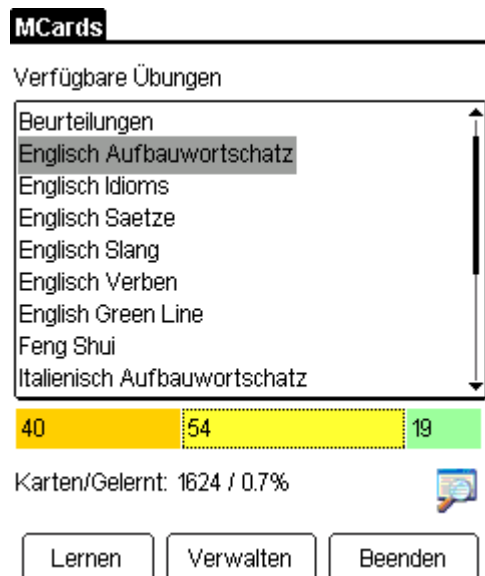 MCards
Verfügbare Übungen
Beurteilungen
Englisch Aufbauwortschatz
Englisch Idioms
Englisch Saetze
Englisch Slang
Englisch Verben
English Green Line
Feng Shui
Italienisch Aufbauwortschatz
40 54 19
Karten/Gelernt: 1624 / 0.7%
Lernen Verwalten Beenden